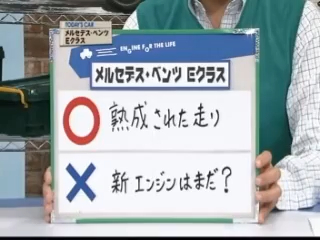 TODAY'S CAR
メルセデス・ベンツ
Eクラス
ENGINE FOR THE LIFE
メルセデス・ベンツ Eクラス
○ 熟成された走り
× 新エンジンはまだ?